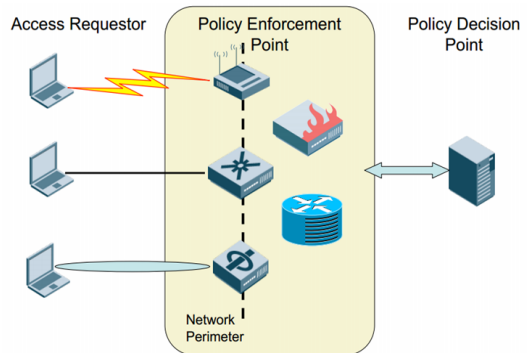 Access Requestor
Policy Enforcement
Point
Policy Decision
Point
Network
Perimeter